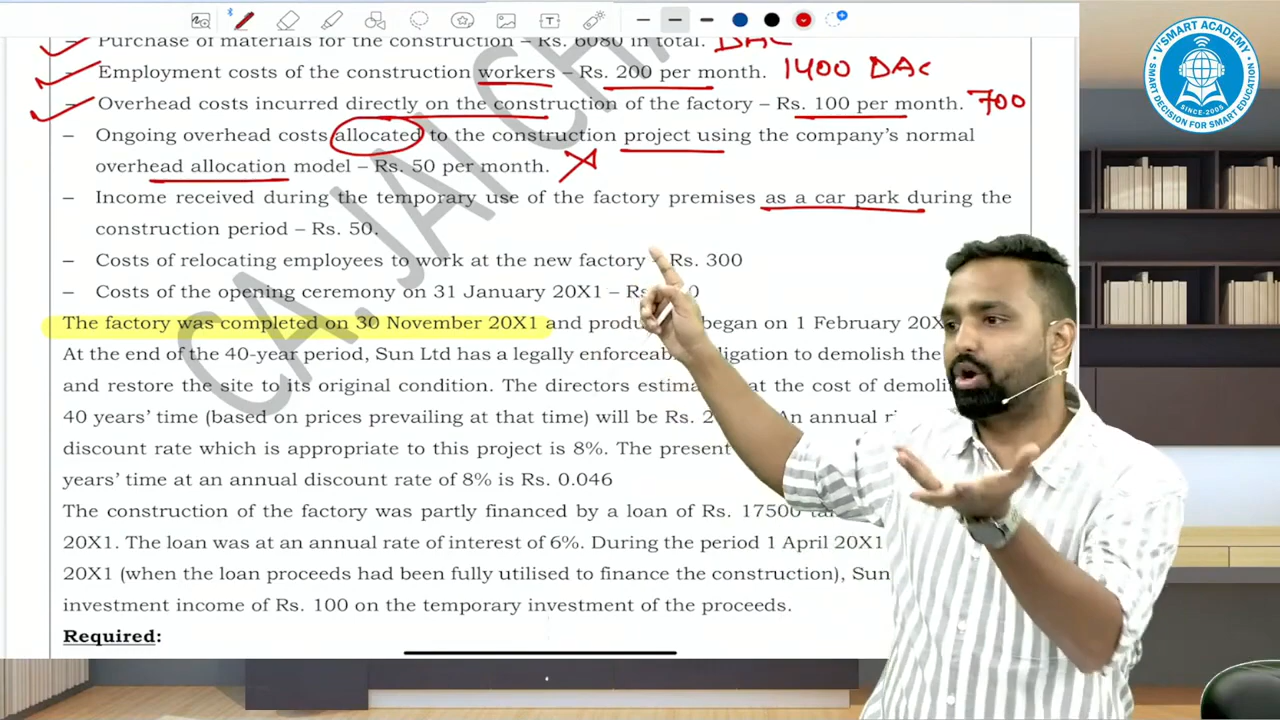 Purchase of materials for the construction – Rs. 6080 in total. DAC
– Employment costs of the construction workers – Rs. 200 per month. 1400 DAC
– Overhead costs incurred directly on the construction of the factory – Rs. 100 per month. 700
– Ongoing overhead costs allocated to the construction project using the company's normal
overhead allocation model – Rs. 50 per month.
– Income received during the temporary use of the factory premises as a car park during the
construction period – Rs. 50.
– Costs of relocating employees to work at the new factory – Rs. 300
– Costs of the opening ceremony on 31 January 20X1 –
The factory was completed on 30 November 20X1 and began on 1 February
At the end of the 40-year period, Sun Ltd has a legally enforceable obligation to demolish the
and restore the site to its original condition. The directors the cost of
40 years' time (based on prices prevailing at that time) will be Rs. An annual
discount rate which is appropriate to this project is 8%. The present
years' time at an annual discount rate of 8% is Rs. 0.046
The construction of the factory was partly financed by a loan of Rs. 17500
20X1. The loan was at an annual rate of interest of 6%. During the period 1 April 20X1
20X1 (when the loan proceeds had been fully utilised to finance the construction), Sun
investment income of Rs. 100 on the temporary investment of the proceeds.
Required:
CA. JAI
V'SMART ACADEMY
SINCE-2005
SMART DECISION FOR SMART EDUCATION